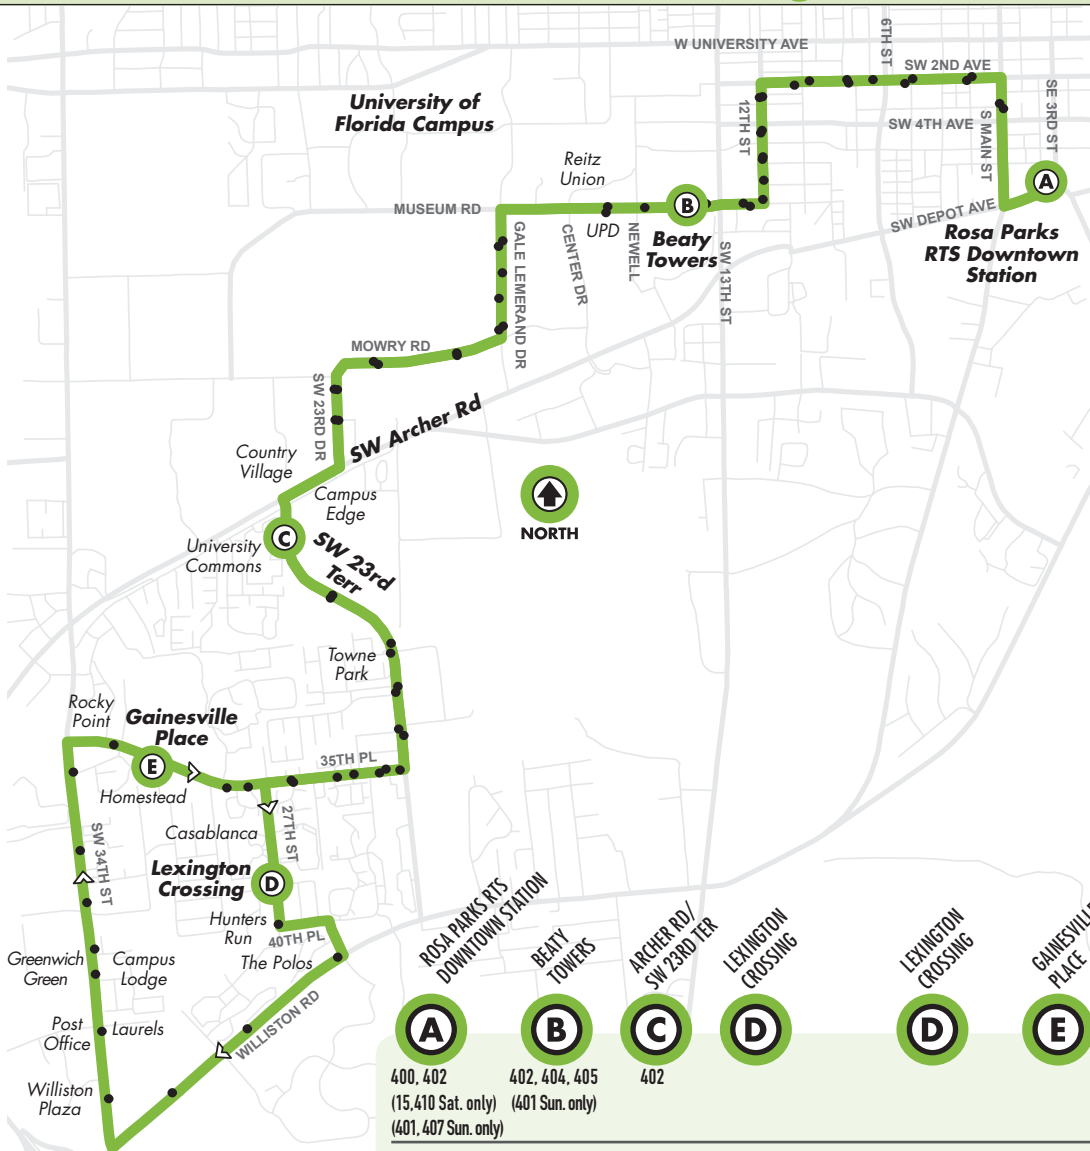 W UNIVERSITY AVE
6TH ST
SW 2ND AVE
University of
Florida Campus
12TH ST
SW 4TH AVE
S MAIN ST
SE 3RD ST
Reitz
Union
A
MUSEUM RD
B
UPD
NEWELL
CENTER DR
GALE LEMERAND DR
Beaty
Towers
SW 13TH ST
SW DEPOT AVE
Rosa Parks
RTS Downtown
Station
MOWRY RD
SW 23RD DR
SW Archer Rd
Country
Village
Campus
Edge
NORTH
C
University
Commons
SW 23rd
Terr
Towne
Park
Rocky
Point
Gainesville
Place
E
35TH PL
Homestead
27TH ST
Casablanca
SW 34TH ST
Lexington
Crossing
D
Hunters
Run
40TH PL
The Polos
Greenwich
Green
Campus
Lodge
Post
Office
Laurels
WILLISTON RD
Williston
Plaza
ROSA PARKS RTS
DOWNTOWN STATION
BEATY
TOWERS
ARCHER RD/
SW 23RD TER
LEXINGTON
CROSSING
LEXINGTON
CROSSING
GAINESVILLE
PLACE
A B C D D E
400, 402 402, 404, 405 402
(15,410 Sat. only) (401 Sun. only)
(401, 407 Sun. only)